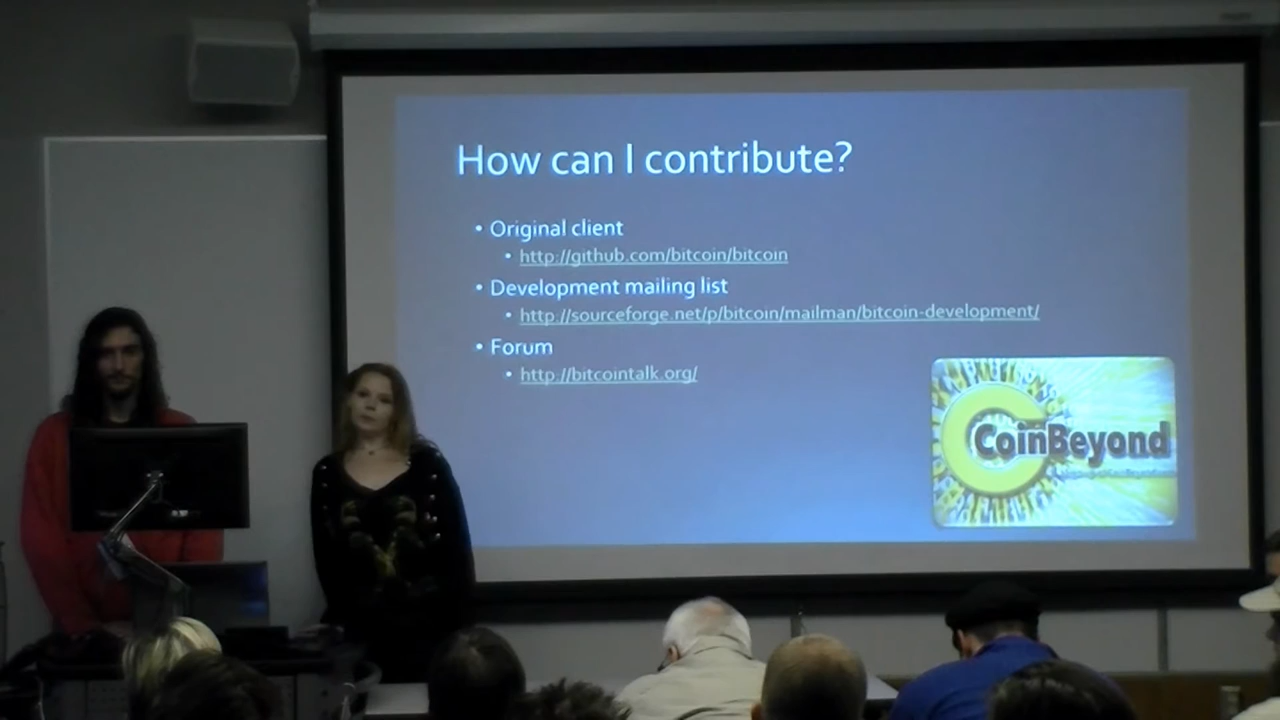 How can I contribute?
• Original client
• http://github.com/bitcoin/bitcoin
• Development mailing list
• http://sourceforge.net/p/bitcoin/mailman/bitcoin-development/
• Forum
• http://bitcointalk.org/
CoinBeyond